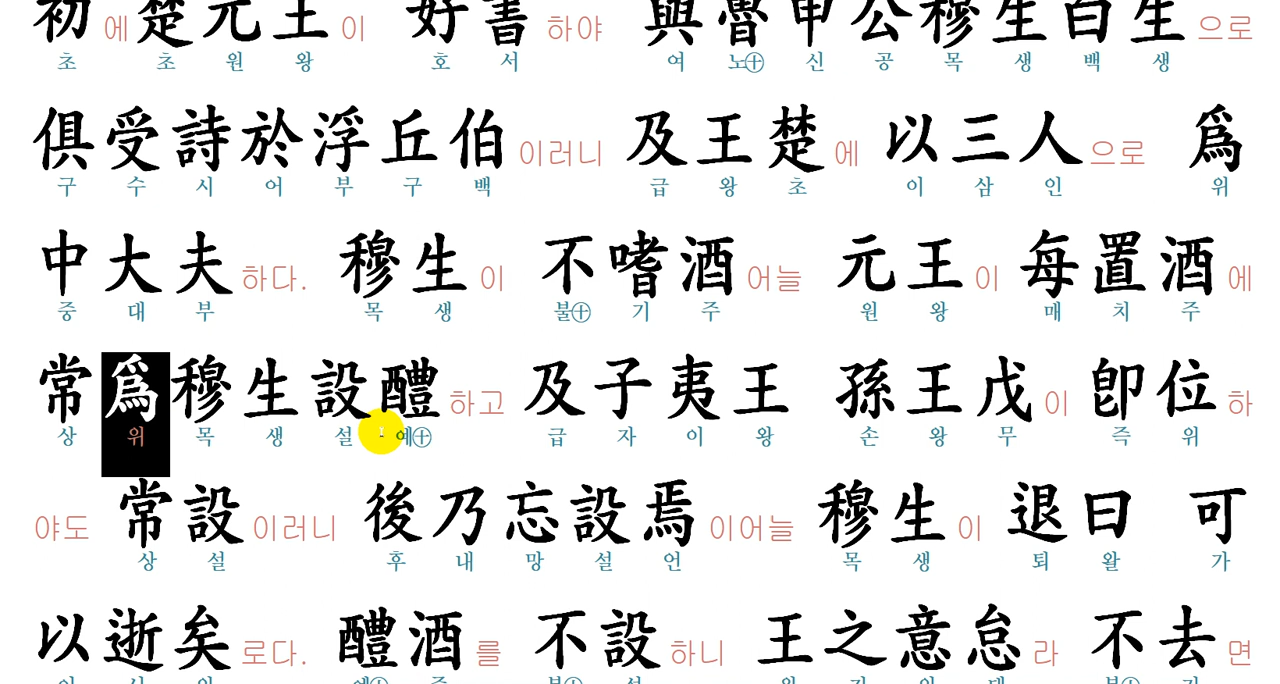 初에楚元王이 好書하야 與魯申公穆生白生으로
초 초 원 왕 호 서 여 노㊉ 신 공 목 생 백 생
俱受詩於浮丘伯이러니 及王楚에 以三人으로 爲
구 수 시 어 부 구 백 급 왕 초 이 삼 인 위
中大夫하다. 穆生이 不嗜酒어늘 元王이 每置酒에
중 대 부 목 생 불㊉ 기 주 원 왕 매 치 주
常爲穆生設醴하고 及子夷王 孫王戊이 卽位하
상 위 목 생 설 예㊉ 급 자 이 왕 손 왕 무 즉 위
야도 常設이러니 後乃忘設焉이어늘 穆生이 退曰 可
상 설 후 내 망 설 언 목 생 퇴 왈 가
以逝矣로다. 醴酒를 不設하니 王之意怠라 不去면